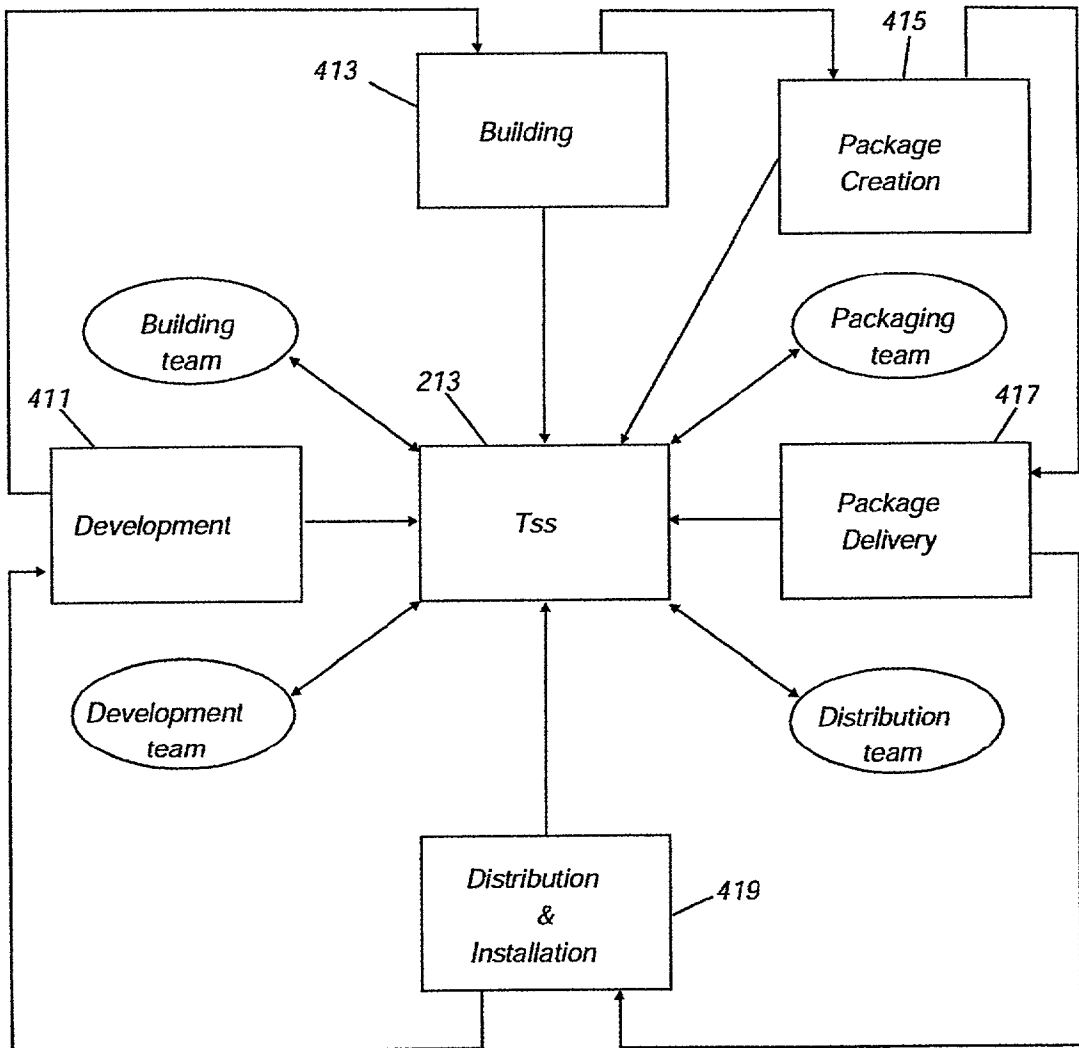 415
413
Building
Package
Creation
Building
team
Packaging
team
411
213
417
Development
Tss
Package
Delivery
Development
team
Distribution
team
Distribution
&
Installation
419